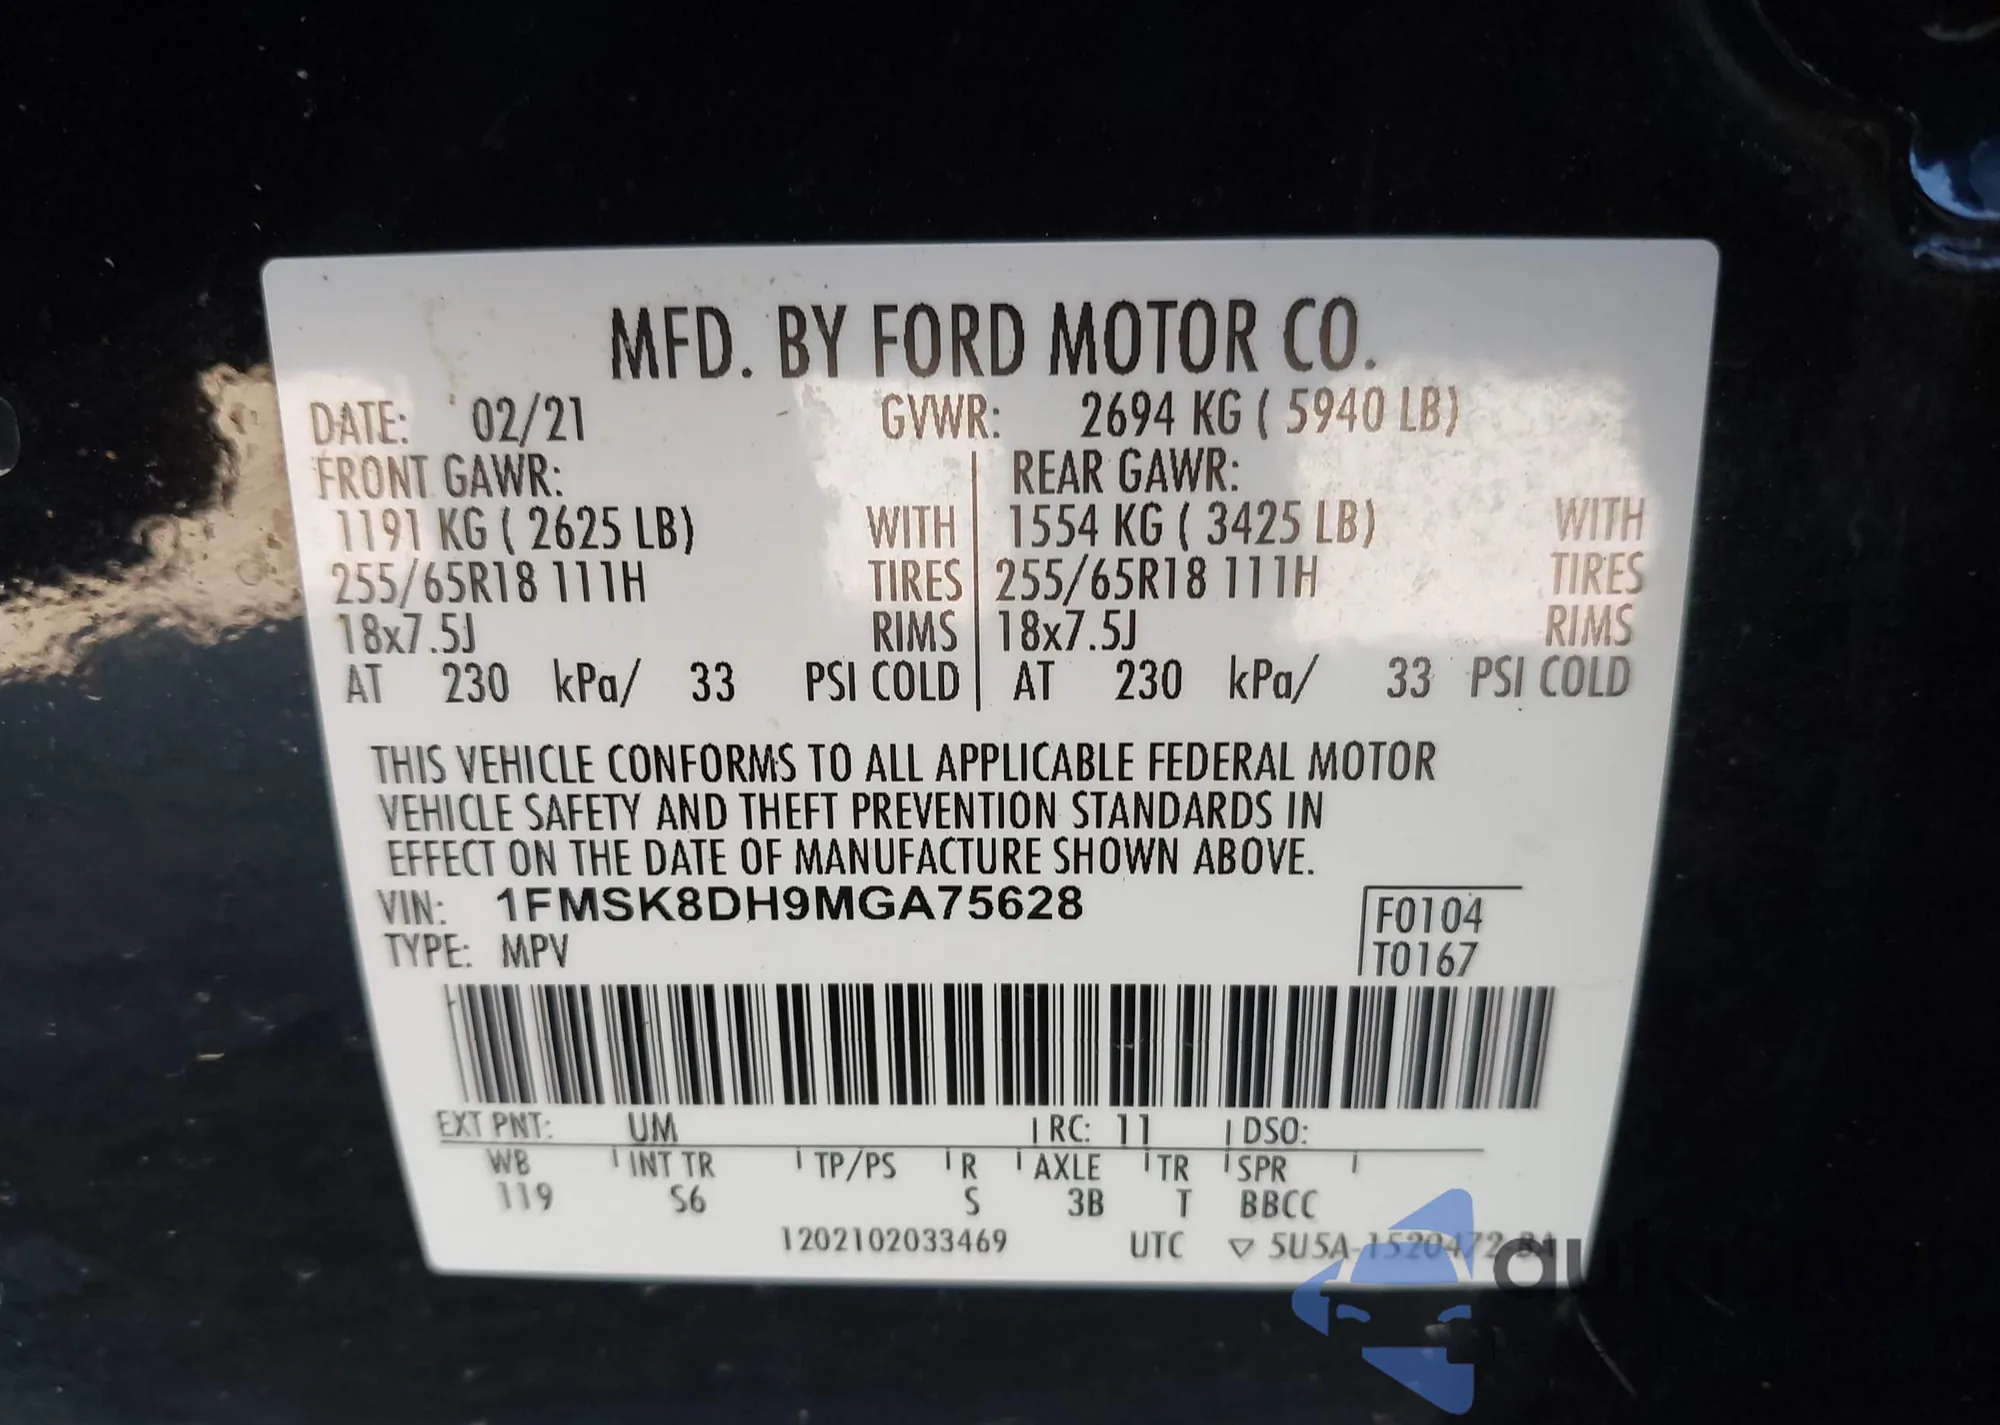 MFD. BY FORD MOTOR CO.
DATE: 02/21 GVWR: 2694 KG ( 5940 LB)
FRONT GAWR: REAR GAWR:
1191 KG ( 2625 LB) WITH 1554 KG ( 3425 LB) WITH
255/65R18 111H TIRES 255/65R18 111H TIRES
18x7.5J RIMS 18x7.5J RIMS
AT 230 kPa/ 33 PSI COLD AT 230 kPa/ 33 PSI COLD
THIS VEHICLE CONFORMS TO ALL APPLICABLE FEDERAL MOTOR
VEHICLE SAFETY AND THEFT PREVENTION STANDARDS IN
EFFECT ON THE DATE OF MANUFACTURE SHOWN ABOVE.
VIN: 1FMSK8DH9MGA75628
F0104
TYPE: MPV
T0167
EXT PNT: UM RC: 11 DSO:
WB INT TR TP/PS R AXLE TR SPR
119 S6 S 3B T BBCC
1202102033469 UTC ▽ 5U5A-1520472-